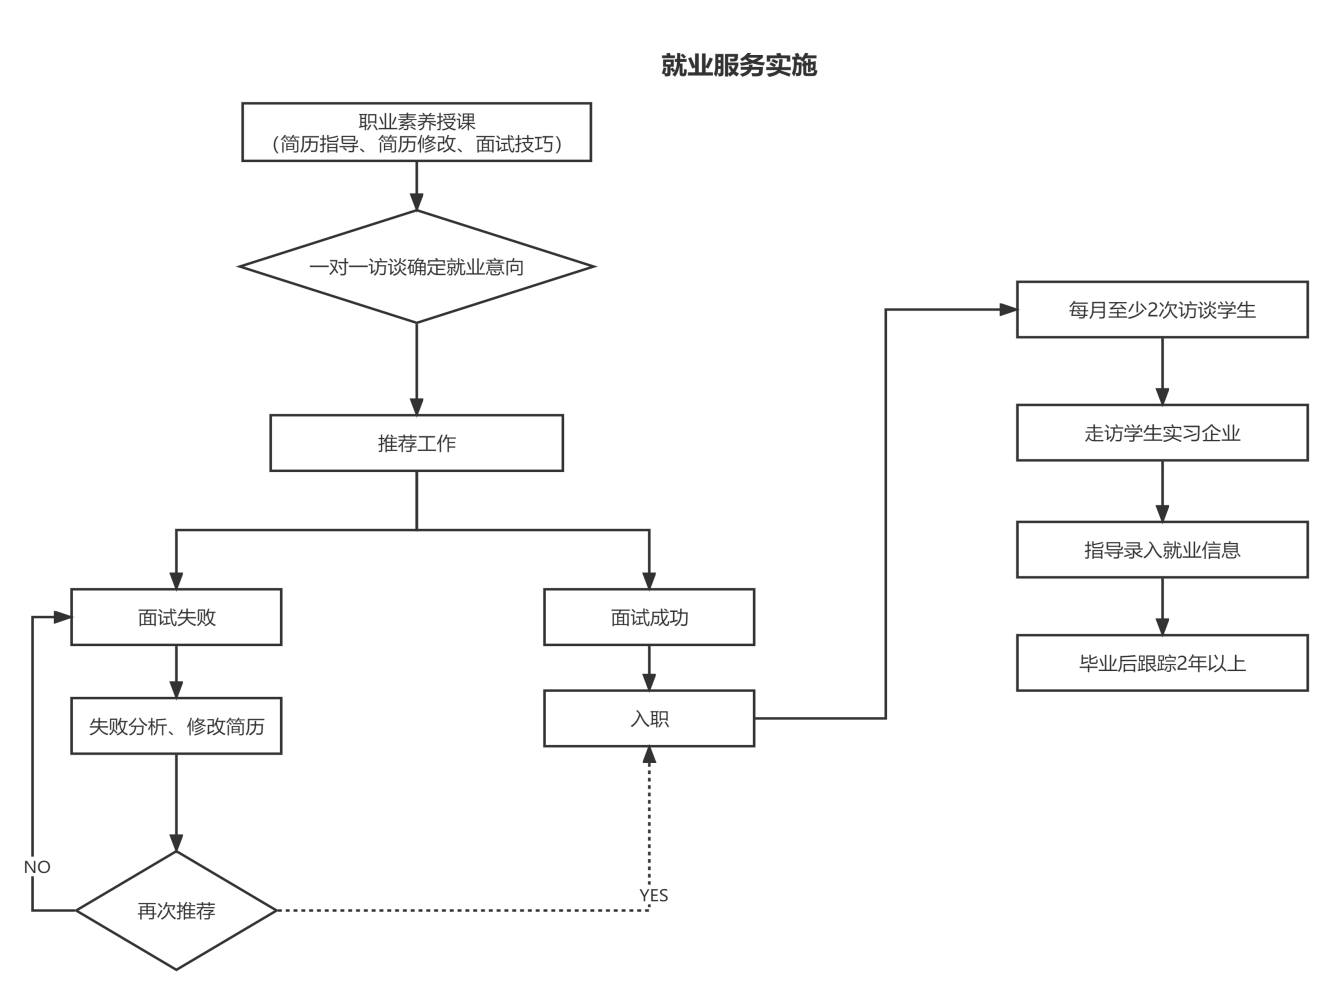 就业服务实施
职业素养授课
（简历指导、简历修改、面试技巧）
一对一访谈确定就业意向
推荐工作
面试失败
失败分析、修改简历
再次推荐
NO
YES
面试成功
入职
每月至少2次访谈学生
走访学生实习企业
指导录入就业信息
毕业后跟踪2年以上